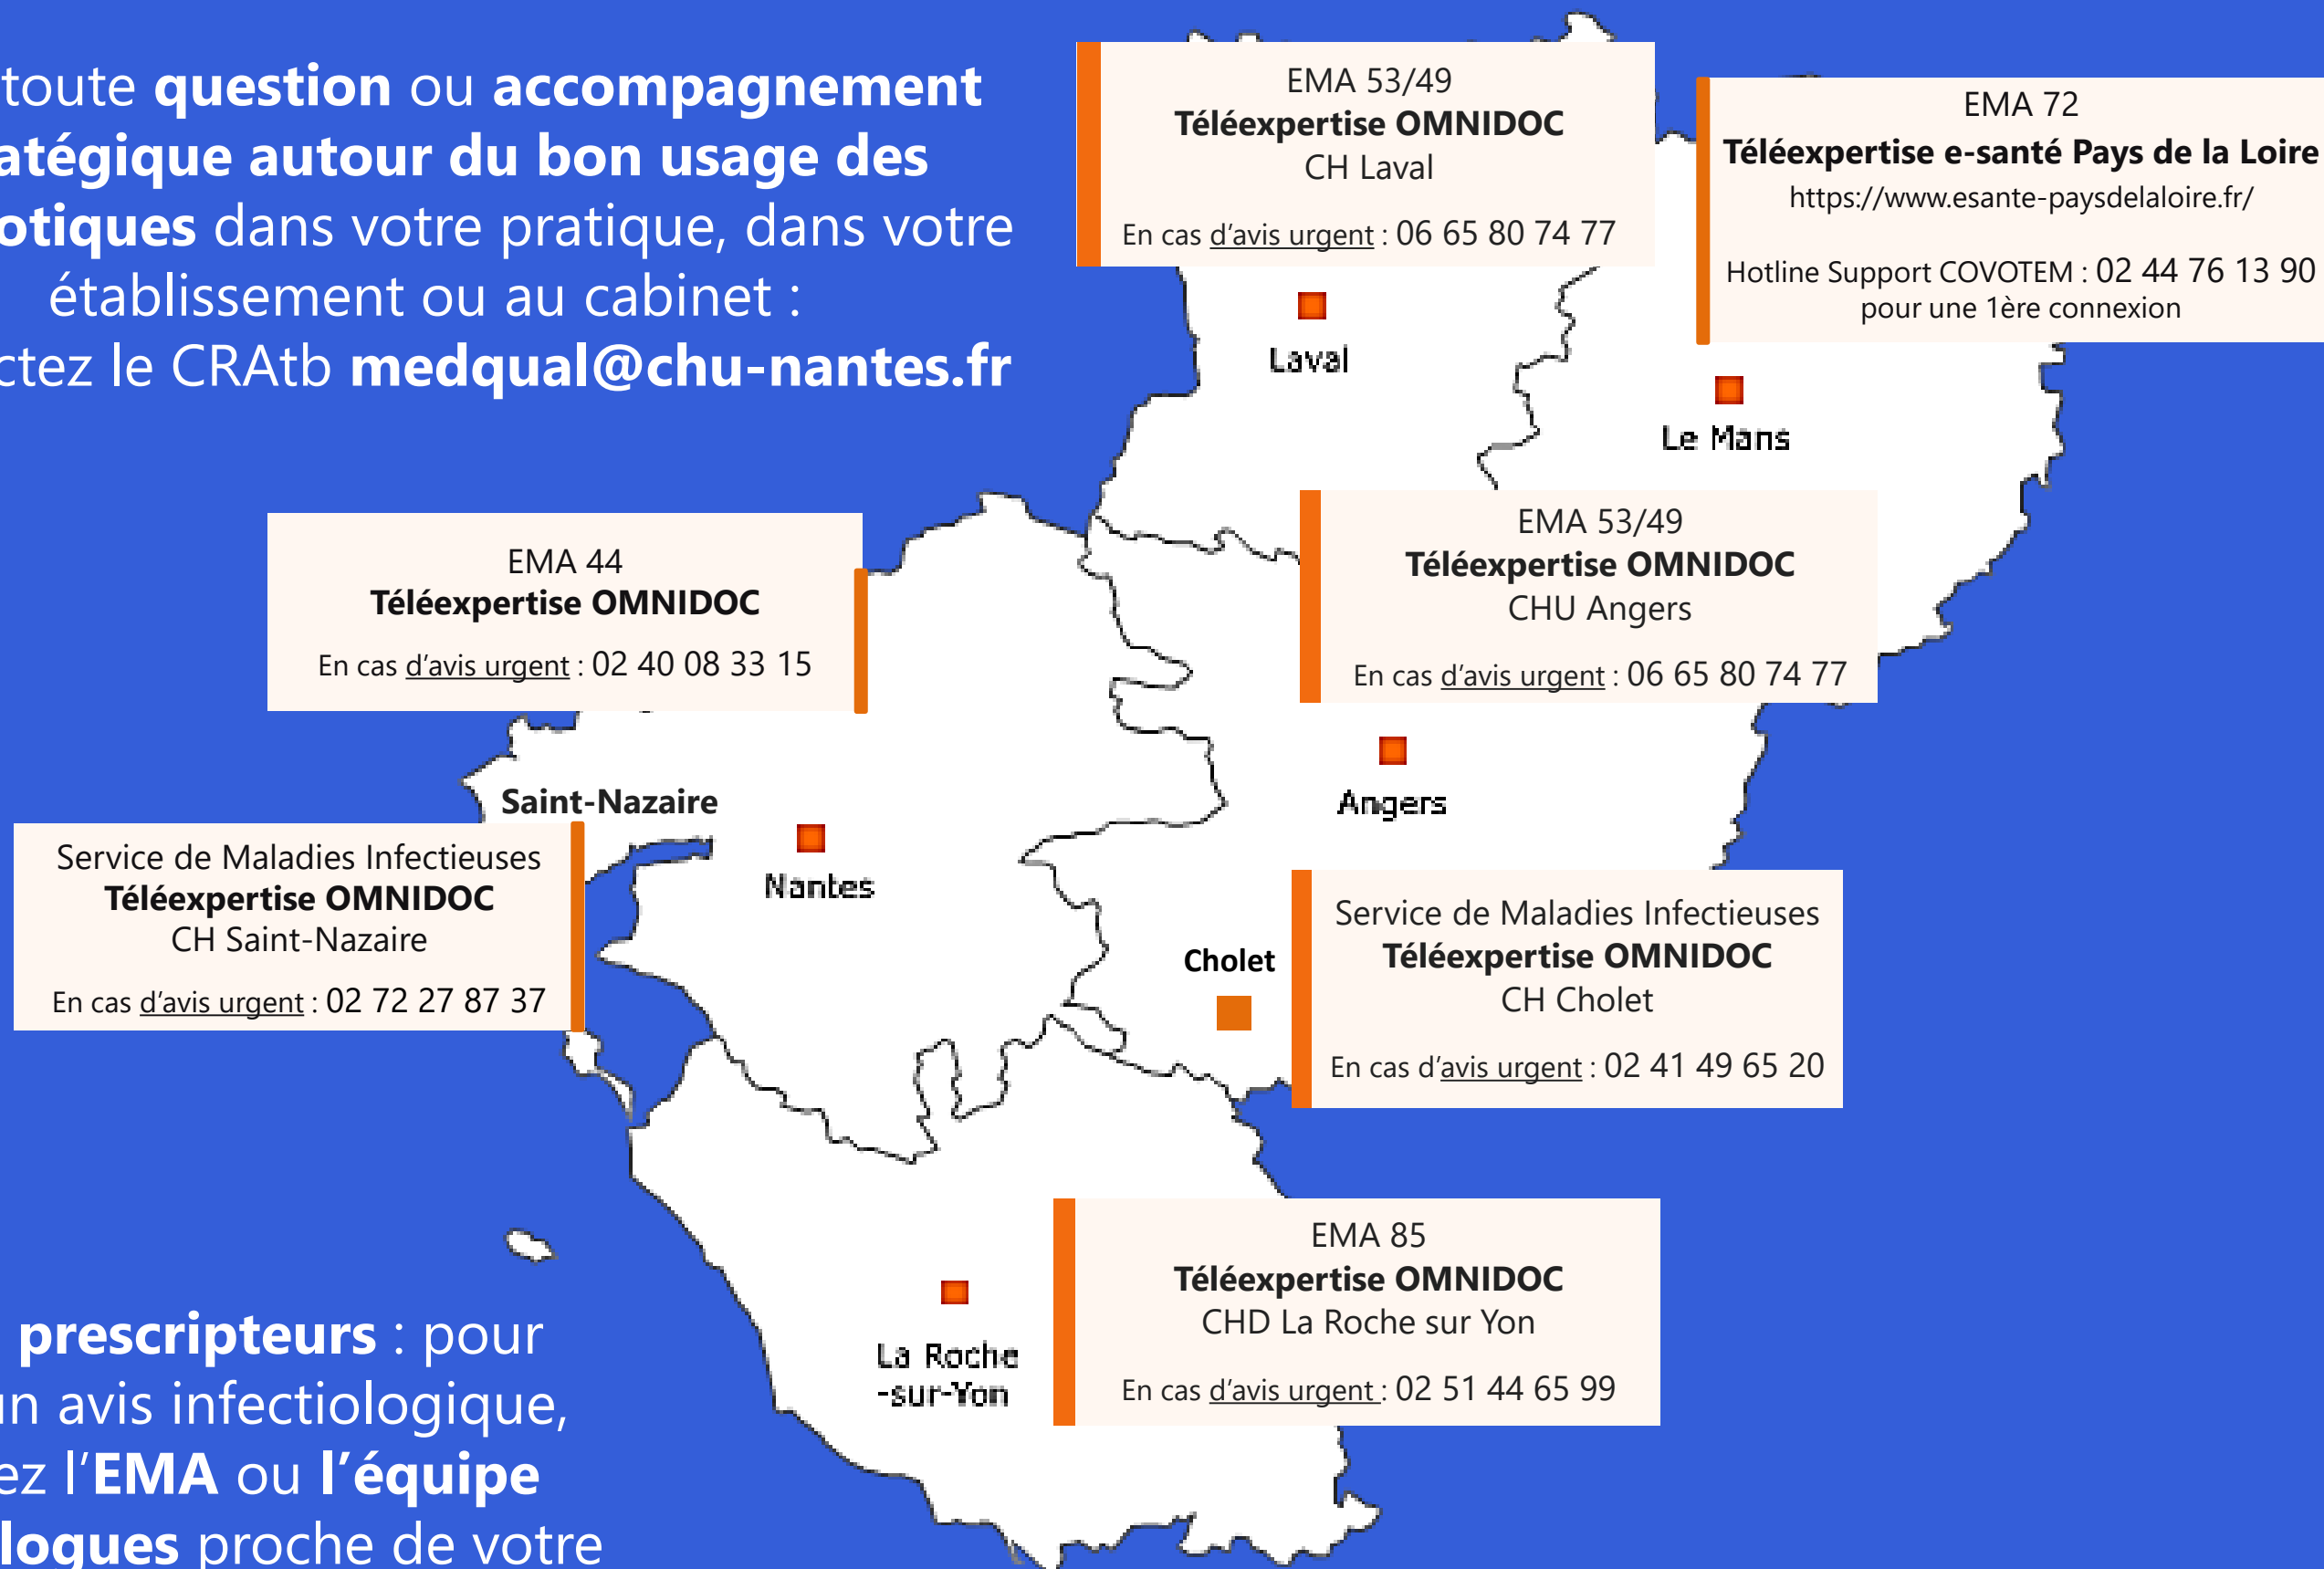 toute question ou accompagnement
atégique autour du bon usage des
otiques dans votre pratique, dans votre
établissement ou au cabinet :
ctez le CRAtb medqual@chu-nantes.fr
EMA 53/49
Téléexpertise OMNIDOC
CH Laval
En cas d'avis urgent : 06 65 80 74 77
EMA 72
Téléexpertise e-santé Pays de la Loire
https://www.esante-paysdelaloire.fr/
Hotline Support COVOTEM : 02 44 76 13 90
pour une 1ère connexion
Laval
Le Mans
EMA 44
Téléexpertise OMNIDOC
En cas d'avis urgent : 02 40 08 33 15
EMA 53/49
Téléexpertise OMNIDOC
CHU Angers
En cas d'avis urgent : 06 65 80 74 77
Saint-Nazaire
Angers
Nantes
Service de Maladies Infectieuses
Téléexpertise OMNIDOC
CH Saint-Nazaire
En cas d'avis urgent : 02 72 27 87 37
Cholet
Service de Maladies Infectieuses
Téléexpertise OMNIDOC
CH Cholet
En cas d'avis urgent : 02 41 49 65 20
EMA 85
Téléexpertise OMNIDOC
CHD La Roche sur Yon
En cas d'avis urgent : 02 51 44 65 99
La Roche
-sur-Yon
prescripteurs : pour
un avis infectiologique,
ez l'EMA ou l'équipe
logues proche de votre